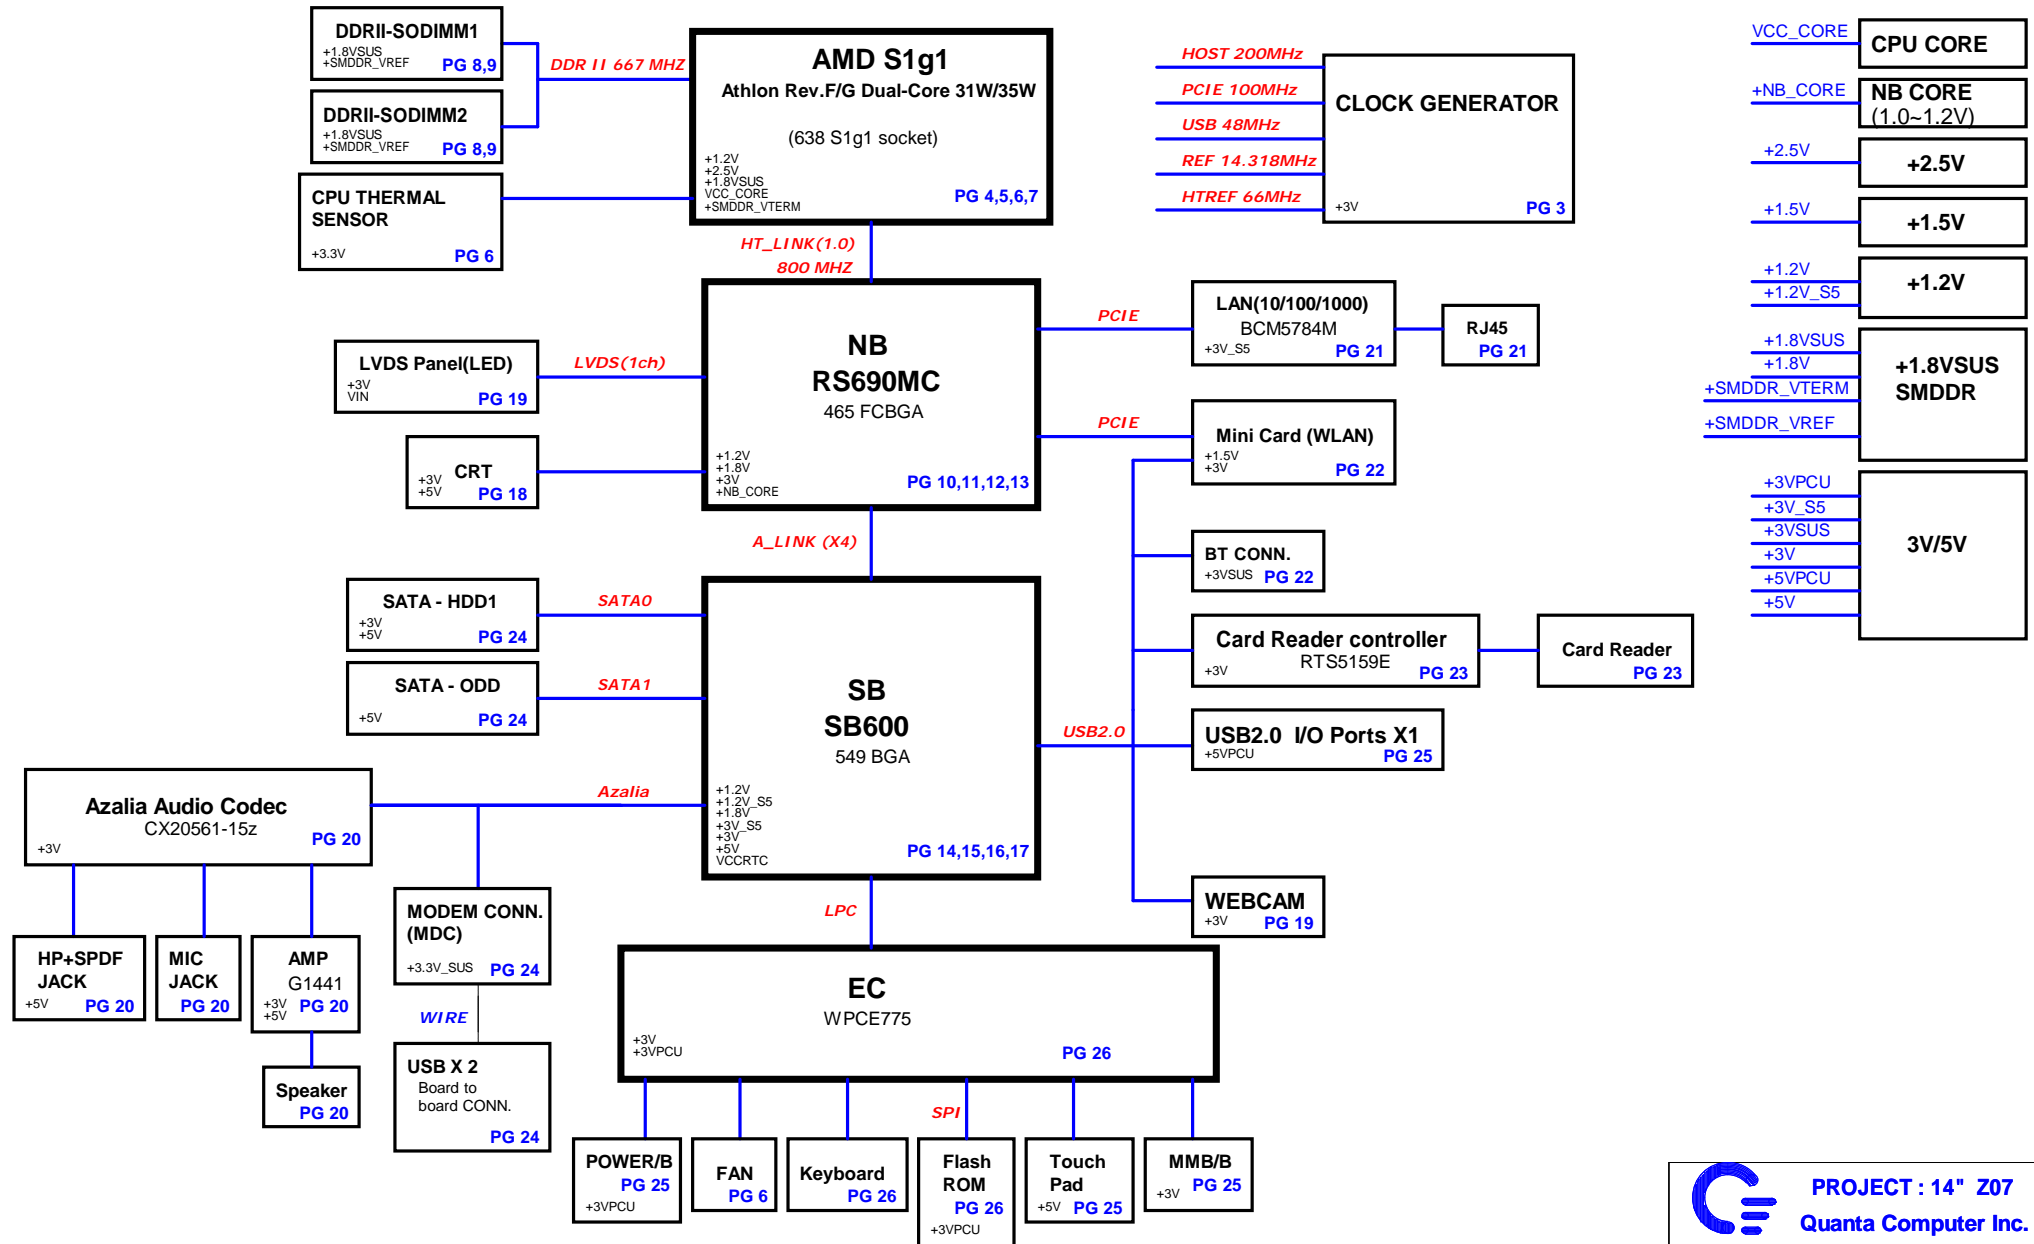 DDRII-SODIMM1
+1.8VSUS
+SMDDR_VREF
PG 8,9
DDRII-SODIMM2
+1.8VSUS
+SMDDR_VREF
PG 8,9
DDR II 667 MHZ
CPU THERMAL
SENSOR
+3.3V
PG 6
AMD S1g1
Athlon Rev.F/G Dual-Core 31W/35W
(638 S1g1 socket)
+1.2V
+2.5V
+1.8VSUS
VCC_CORE
+SMDDR_VTERM
PG 4,5,6,7
HOST 200MHz
PCIE 100MHz
USB 48MHz
REF 14.318MHz
HTREF 66MHz
CLOCK GENERATOR
+3V
PG 3
VCC_CORE
CPU CORE
+NB_CORE
NB CORE
(1.0~1.2V)
+2.5V
+2.5V
+1.5V
+1.5V
+1.2V
+1.2V_S5
+1.2V
+1.8VSUS
+1.8V
+SMDDR_VTERM
+SMDDR_VREF
+1.8VSUS
SMDDR
+3VPCU
+3V_S5
+3VSUS
+3V
+5VPCU
+5V
3V/5V
HT_LINK(1.0)
800 MHZ
NB
RS690MC
465 FCBGA
+1.2V
+1.8V
+3V
+NB_CORE
PG 10,11,12,13
LVDS Panel(LED)
+3V
VIN
PG 19
LVDS(1ch)
CRT
+3V
+5V
PG 18
PCIE
LAN(10/100/1000)
BCM5784M
+3V_S5
PG 21
RJ45
PG 21
PCIE
Mini Card (WLAN)
+1.5V
+3V
PG 22
A_LINK (X4)
BT CONN.
+3VSUS
PG 22
SATA - HDD1
+3V
+5V
PG 24
SATA0
SATA - ODD
+5V
PG 24
SATA1
SB
SB600
549 BGA
+1.2V
+1.2V_S5
+1.8V
+3V_S5
+3V
+5V
VCCRTC
PG 14,15,16,17
Card Reader controller
RTS5159E
+3V
PG 23
Card Reader
PG 23
USB2.0
USB2.0 I/O Ports X1
+5VPCU
PG 25
WEBCAM
+3V
PG 19
Azalia Audio Codec
CX20561-15z
+3V
PG 20
Azalia
HP+SPDF
JACK
+5V
PG 20
MIC
JACK
PG 20
AMP
G1441
+3V
+5V
PG 20
Speaker
PG 20
MODEM CONN.
(MDC)
+3.3V_SUS
PG 24
WIRE
USB X 2
Board to
board CONN.
PG 24
LPC
EC
WPCE775
+3V
+3VPCU
PG 26
SPI
POWER/B
PG 25
+3VPCU
FAN
PG 6
Keyboard
PG 26
Flash
ROM
PG 26
+3VPCU
Touch
Pad
+5V
PG 25
MMB/B
+3V
PG 25
PROJECT : 14" Z07
Quanta Computer Inc.